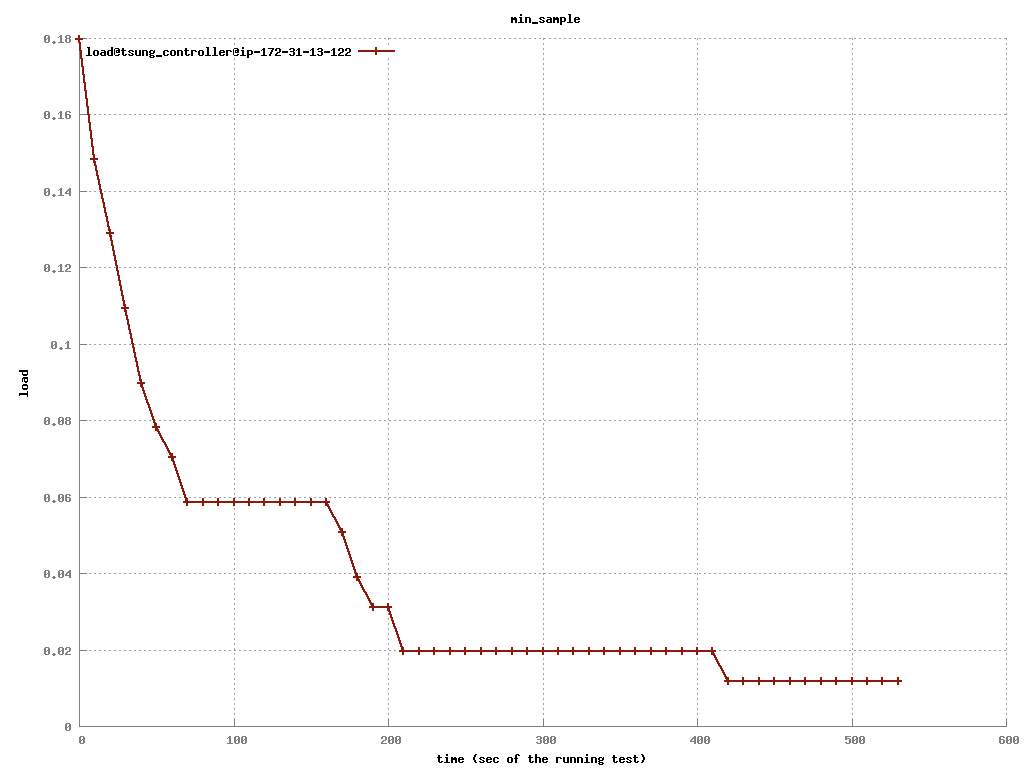 min_sample
load@tsung_controller@ip-172-31-13-122
0.18
0.16
0.14
0.12
0.1
0.08
0.06
0.04
0.02
0
load
0 100 200 300 400 500 600
time (sec of the running test)